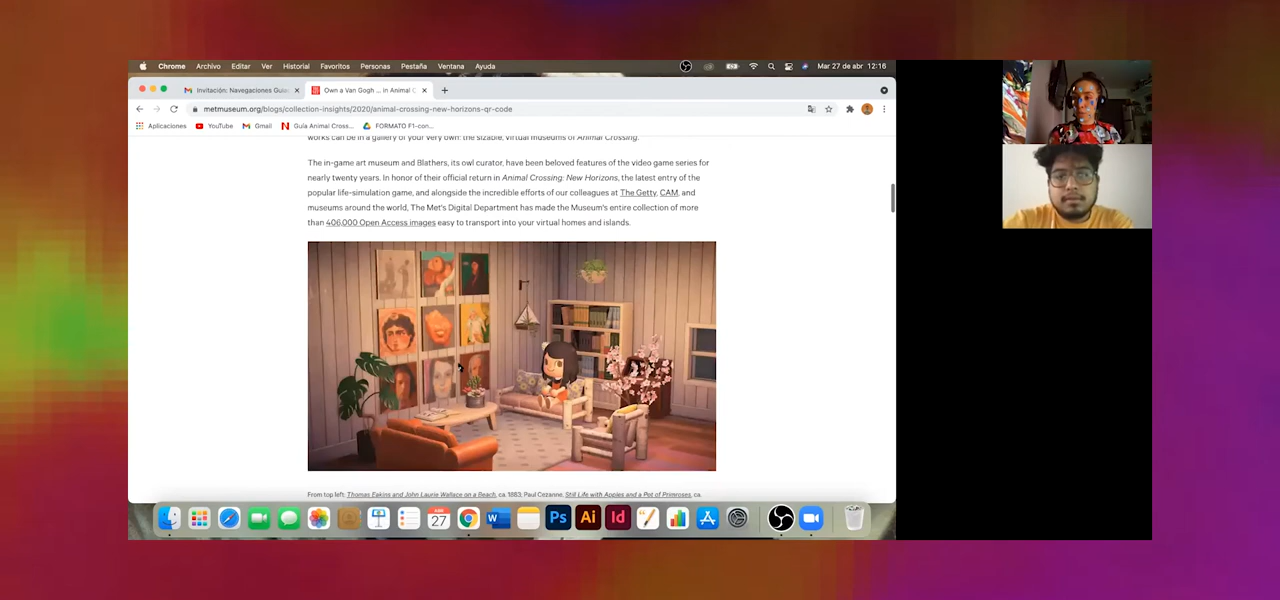 Chrome Archivo Editar Ver Historial Favoritos Personas Pestaña Ventana Ayuda Mar 27 de abr 12:16
Invitación: Navegaciones Guia Own a Van Gogh ... in Animal C
metmuseum.org/blogs/collection-insights/2020/animal-crossing-new-horizons-qr-code
Aplicaciones YouTube Gmail Guía Animal Cross... FORMATO F1-con...
works can be in a gallery of your very own: the sizable, virtual museums of Animal Crossing.
The in-game art museum and Blathers, its owl curator, have been beloved features of the video game series for
nearly twenty years. In honor of their official return in Animal Crossing: New Horizons, the latest entry of the
popular life-simulation game, and alongside the incredible efforts of our colleagues at The Getty, CAM, and
museums around the world, The Met's Digital Department has made the Museum's entire collection of more
than 406,000 Open Access images easy to transport into your virtual homes and islands.
From top left: Thomas Eakins and John Laurie Wallace on a Beach, ca. 1883; Paul Cezanne, Still Life with Apples and a Pot of Primroses, ca.
27 W Ps Ai Id